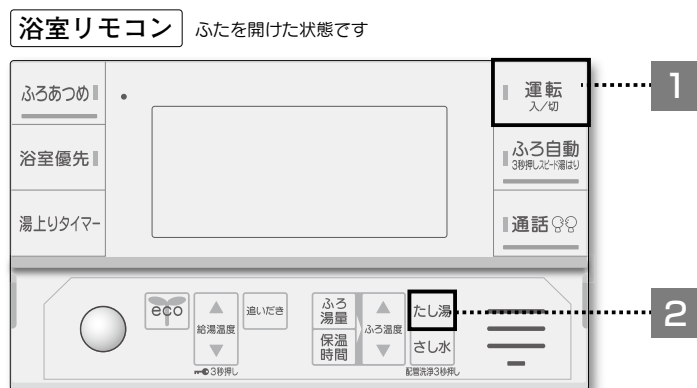 浴室リモコン ふたを開けた状態です
ふろあつめ
運転
入/切
1
浴室優先
ふろ自動
3秒押しスピード湯はり
湯上りタイマー
通話
eco
追いだき
給湯温度
3秒押し
ふろ
湯量
保温
時間
ふろ温度
たし湯
2
さし水
配管洗浄3秒押し